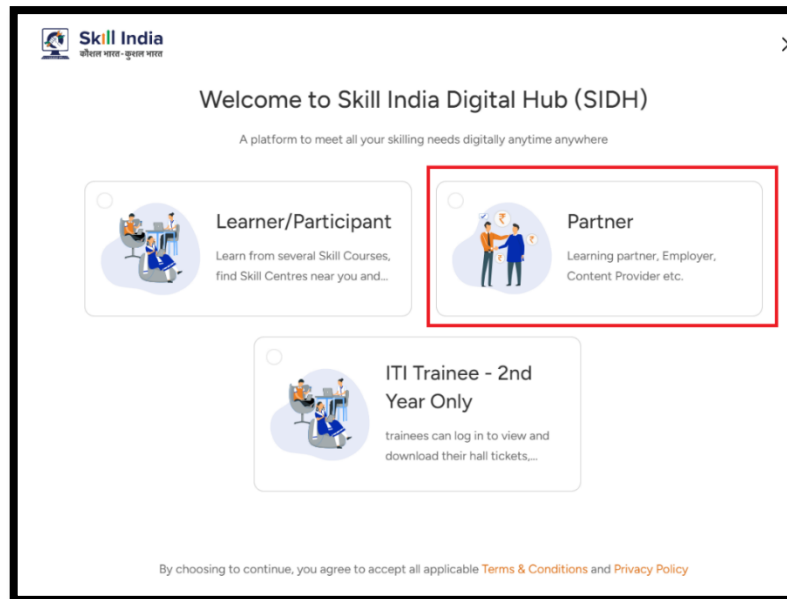 Skill India
कौशल भारत-कुशल भारत
Welcome to Skill India Digital Hub (SIDH)
A platform to meet all your skilling needs digitally anytime anywhere
Learner/Participant
Learn from several Skill Courses,
find Skill Centres near you and...
Partner
Learning partner, Employer,
Content Provider etc.
ITI Trainee - 2nd
Year Only
trainees can log in to view and
download their hall tickets,...
By choosing to continue, you agree to accept all applicable Terms & Conditions and Privacy Policy